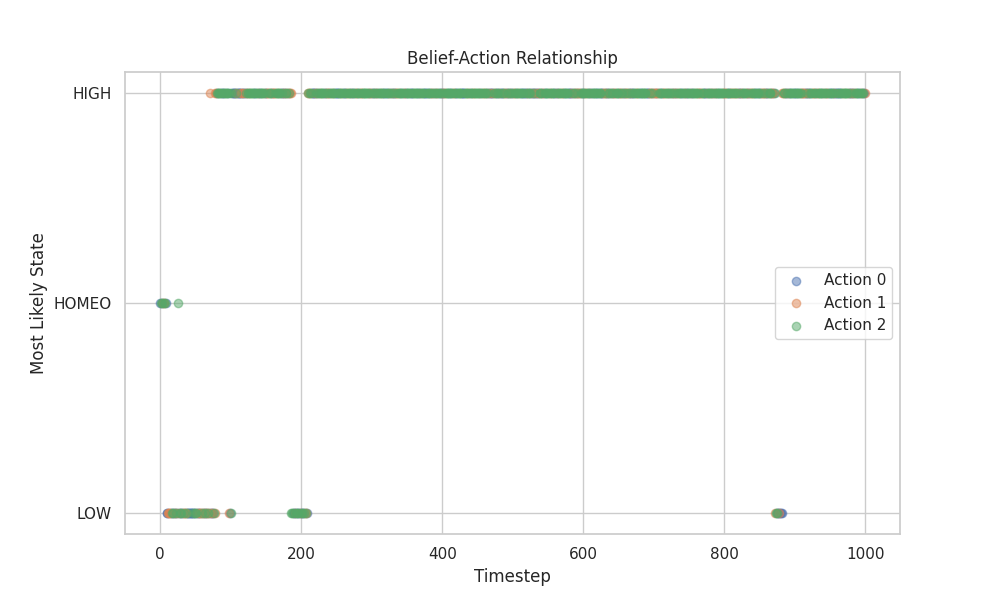 Belief-Action Relationship
HIGH
HOMEO
LOW
Most Likely State
Action 0
Action 1
Action 2
0
200
400
600
800
1000
Timestep